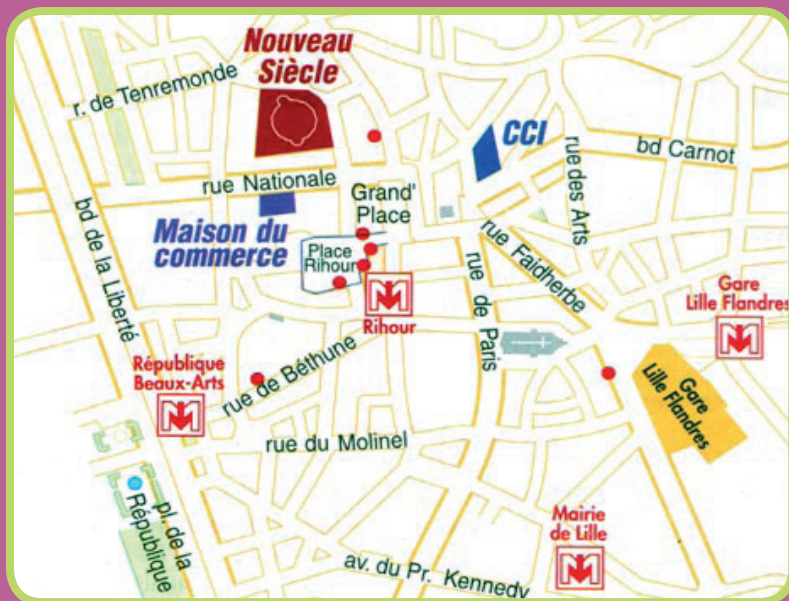 Nouveau
Siècle
r. de Tenremonde
CCI
bd Carnot
rue des Arts
rue Nationale
Grand'
Place
Maison du
commerce
Place
Rihour
bd de la Liberté
rue Faidherbe
rue de Paris
Gare
Lille Flandres
M
Rihour
M
République
Beaux-Arts
M
rue de Béthune
Gare
Lille Flandres
rue du Molinel
pl. de la
République
Mairie
de Lille
M
av. du Pr. Kennedy